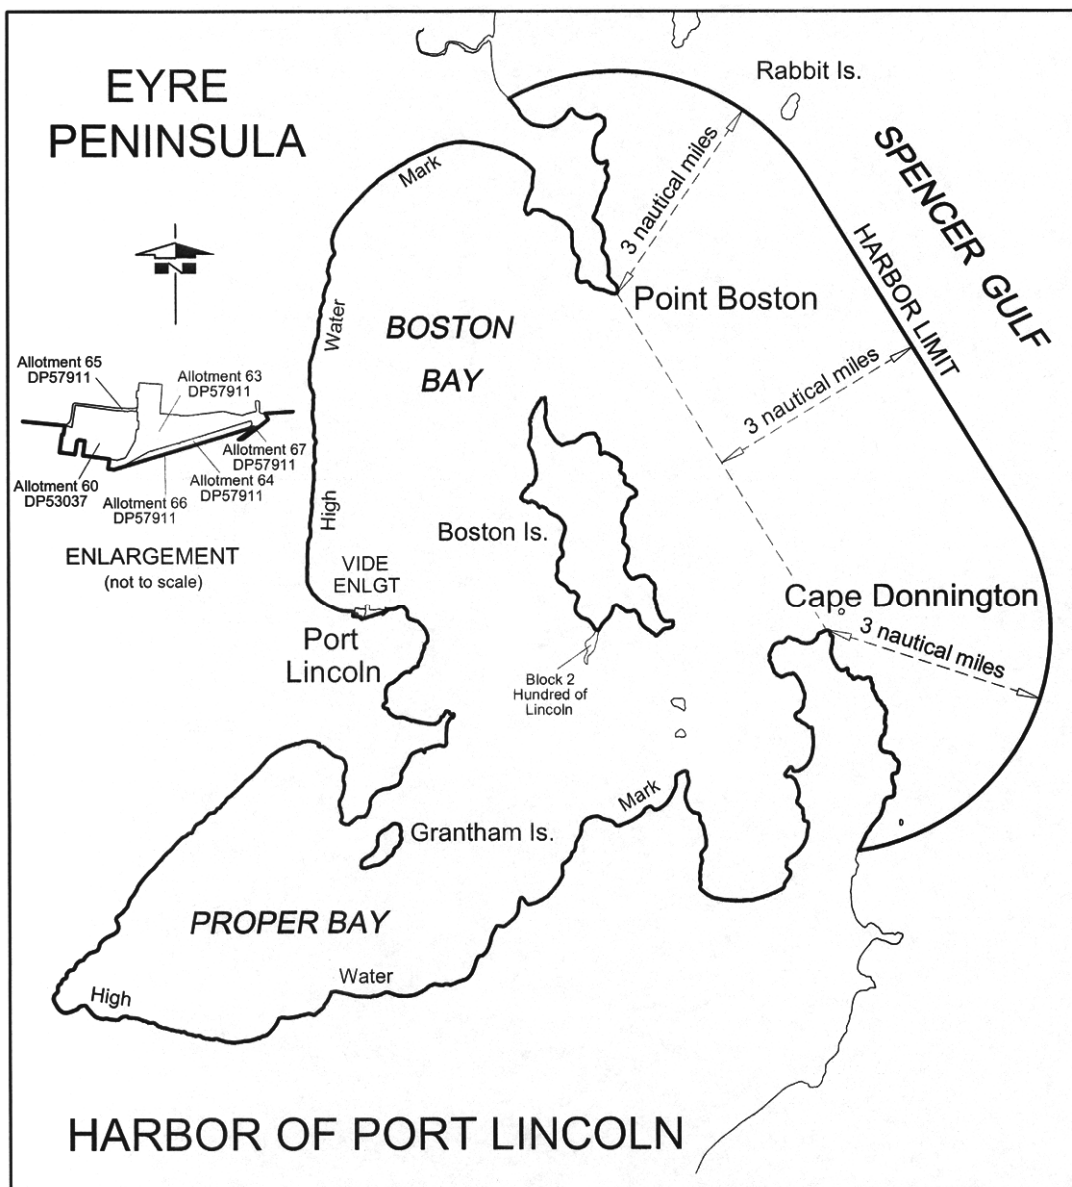 EYRE
PENINSULA
Rabbit Is.
SPENCER GULF
Mark
3 nautical miles
HARBOR LIMIT
Point Boston
BOSTON
BAY
Water
N
3 nautical miles
Allotment 65
DP57911
Allotment 63
DP57911
Allotment 67
DP57911
Allotment 60
DP53037
Allotment 64
DP57911
Allotment 66
DP57911
High
Boston Is.
ENLARGEMENT
(not to scale)
VIDE
ENLGT
Cape Donnington
3 nautical miles
Port
Lincoln
Block 2
Hundred of
Lincoln
Mark
Grantham Is.
PROPER BAY
Water
High
HARBOR OF PORT LINCOLN